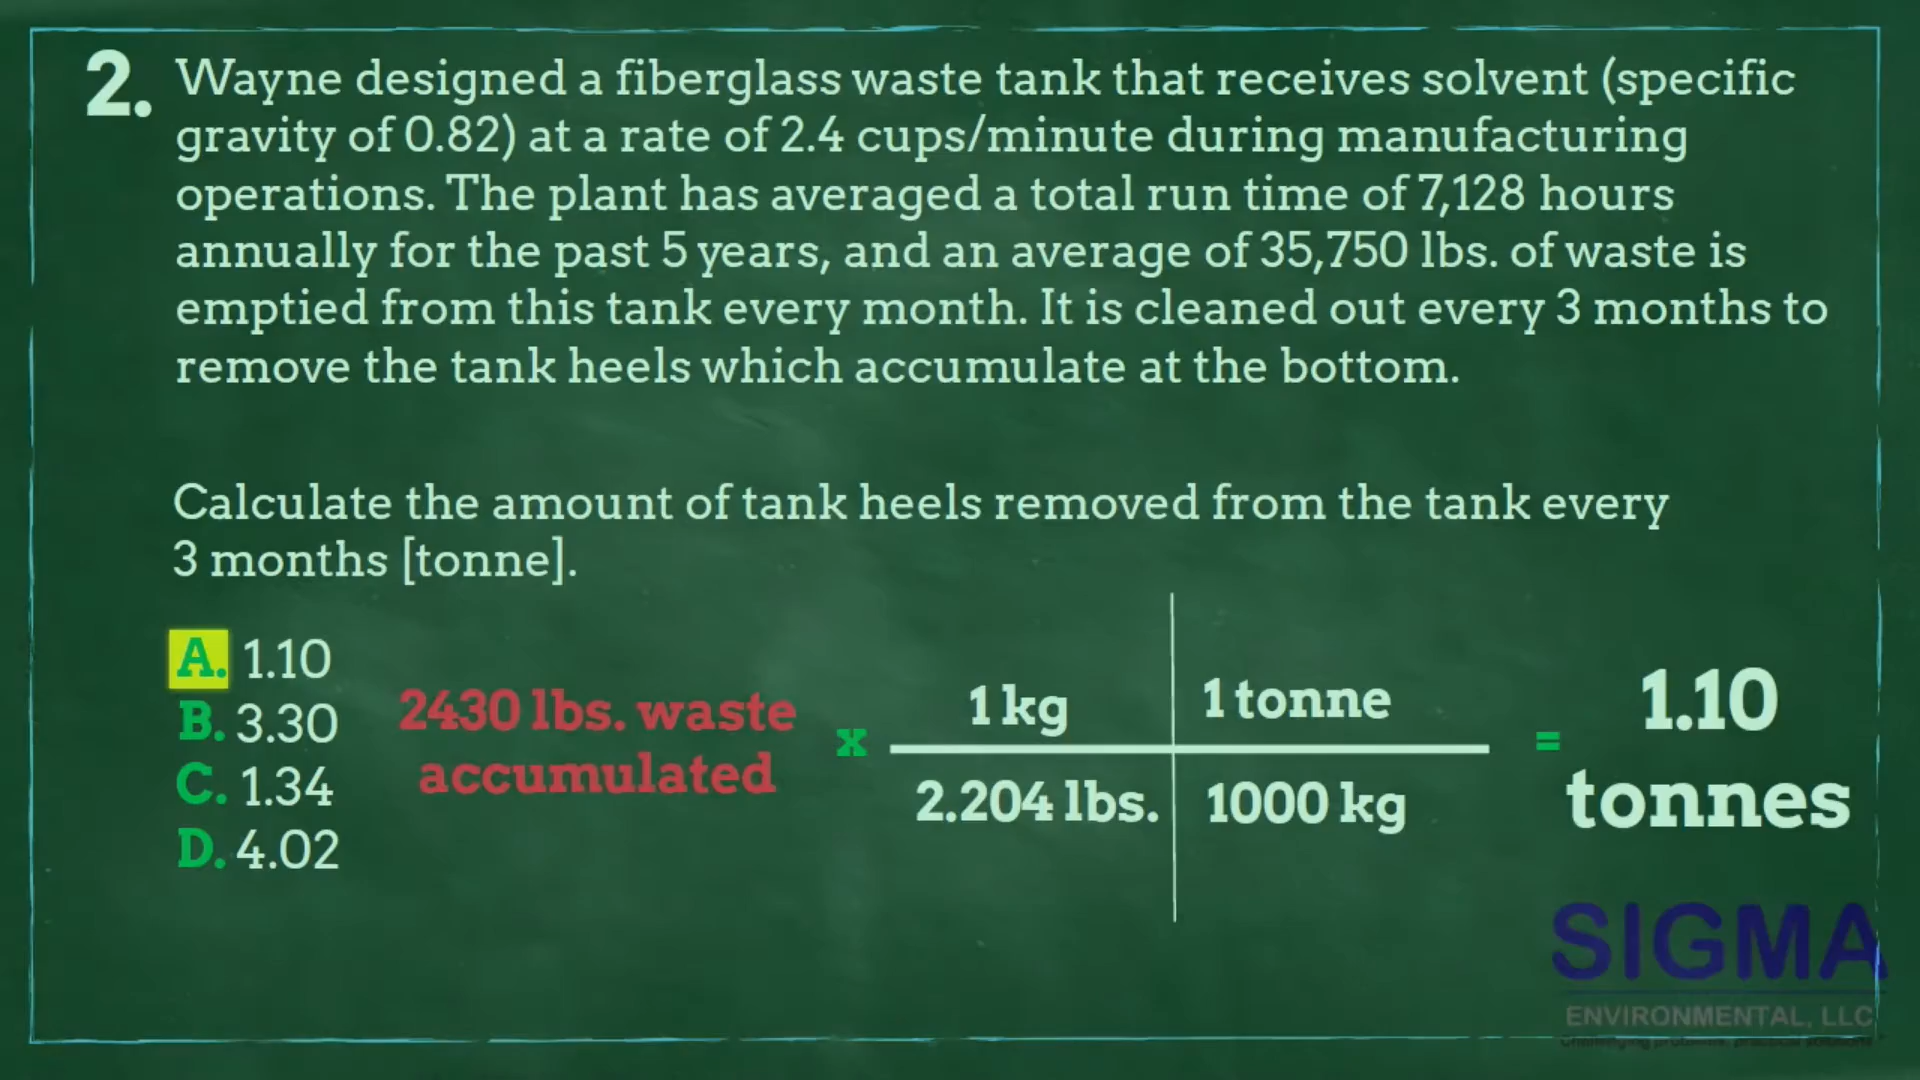 2. Wayne designed a fiberglass waste tank that receives solvent (specific
gravity of 0.82) at a rate of 2.4 cups/minute during manufacturing
operations. The plant has averaged a total run time of 7,128 hours
annually for the past 5 years, and an average of 35,750 lbs. of waste is
emptied from this tank every month. It is cleaned out every 3 months to
remove the tank heels which accumulate at the bottom.
Calculate the amount of tank heels removed from the tank every
3 months [tonne].
A. 1.10
B. 3.30
C. 1.34
D. 4.02
2430 lbs. waste
accumulated
x
1 kg
1 tonne
2.204 lbs.
1000 kg
=
1.10
tonnes
SIGMA
ENVIRONMENTAL, LLC
Challenging problems, practical solutions